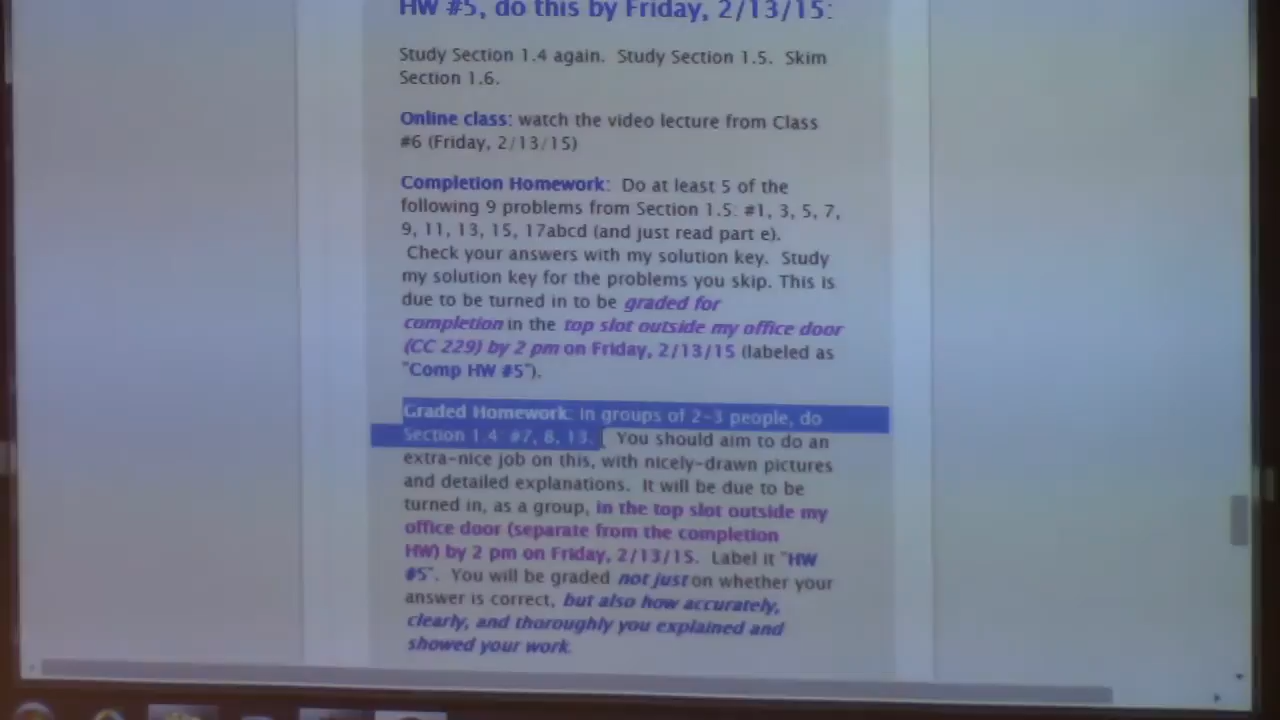 HW #5, do this by Friday, 2/13/15:
Study Section 1.4 again. Study Section 1.5. Skim
Section 1.6.
Online class: watch the video lecture from Class
#6 (Friday, 2/13/15)
Completion Homework: Do at least 5 of the
following 9 problems from Section 1.5: #1, 3, 5, 7,
9, 11, 13, 15, 17abcd (and just read part e).
Check your answers with my solution key. Study
my solution key for the problems you skip. This is
due to be turned in to be graded for
completion in the top slot outside my office door
(CC 229) by 2 pm on Friday, 2/13/15 (labeled as
"Comp HW #5").
Graded Homework: In groups of 2-3 people, do
Section 1.4: #7, 8, 13. You should aim to do an
extra-nice job on this, with nicely-drawn pictures
and detailed explanations. It will be due to be
turned in, as a group, in the top slot outside my
office door (separate from the completion
HW) by 2 pm on Friday, 2/13/15. Label it "HW
#5". You will be graded not just on whether your
answer is correct, but also how accurately,
clearly, and thoroughly you explained and
showed your work.